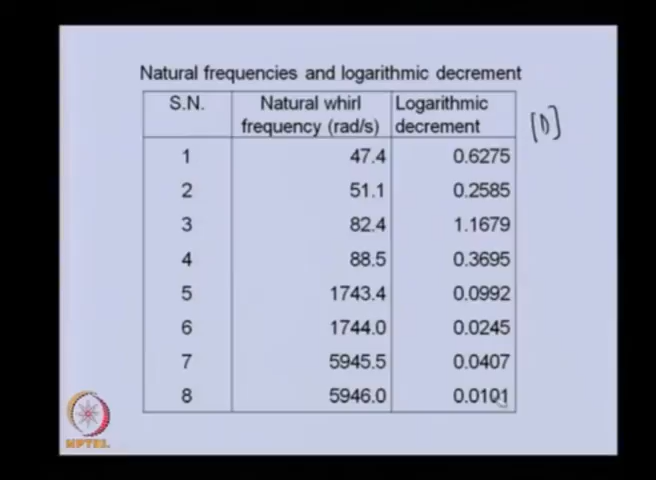 Natural frequencies and logarithmic decrement
S.N. Natural whirl frequency (rad/s) Logarithmic decrement
[D]
1 47.4 0.6275
2 51.1 0.2585
3 82.4 1.1679
4 88.5 0.3695
5 1743.4 0.0992
6 1744.0 0.0245
7 5945.5 0.0407
8 5946.0 0.0101
NPTEL